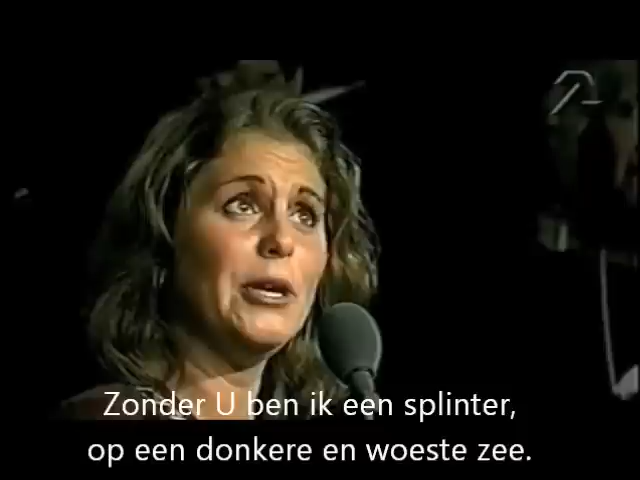 Zonder U ben ik een splinter,
op een donkere en woeste zee.